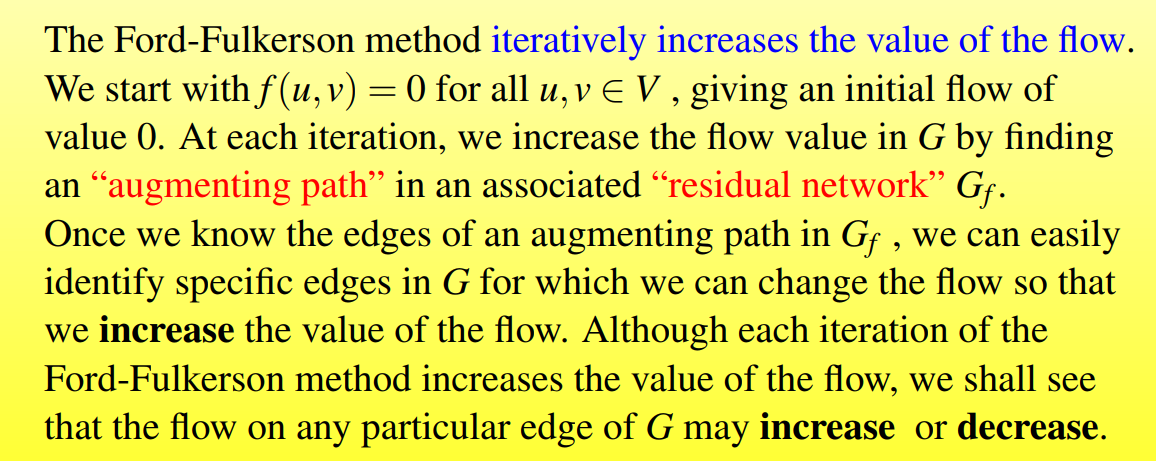 The Ford-Fulkerson method iteratively increases the value of the flow.
We start with f(u,v) = 0 for all u,v ∈ V , giving an initial flow of
value 0. At each iteration, we increase the flow value in G by finding
an “augmenting path” in an associated “residual network” G_f.
Once we know the edges of an augmenting path in G_f , we can easily
identify specific edges in G for which we can change the flow so that
we increase the value of the flow. Although each iteration of the
Ford-Fulkerson method increases the value of the flow, we shall see
that the flow on any particular edge of G may increase or decrease.